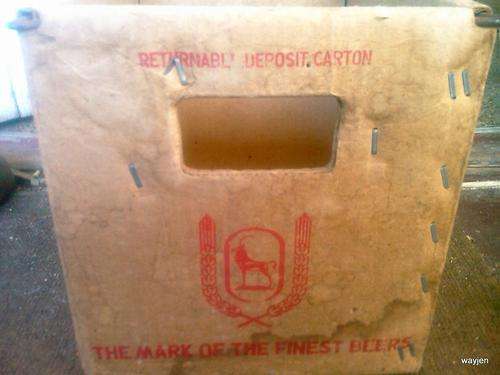 RETURNABLE DEPOSIT CARTON
THE MARK OF THE FINEST BEERS
wayjen